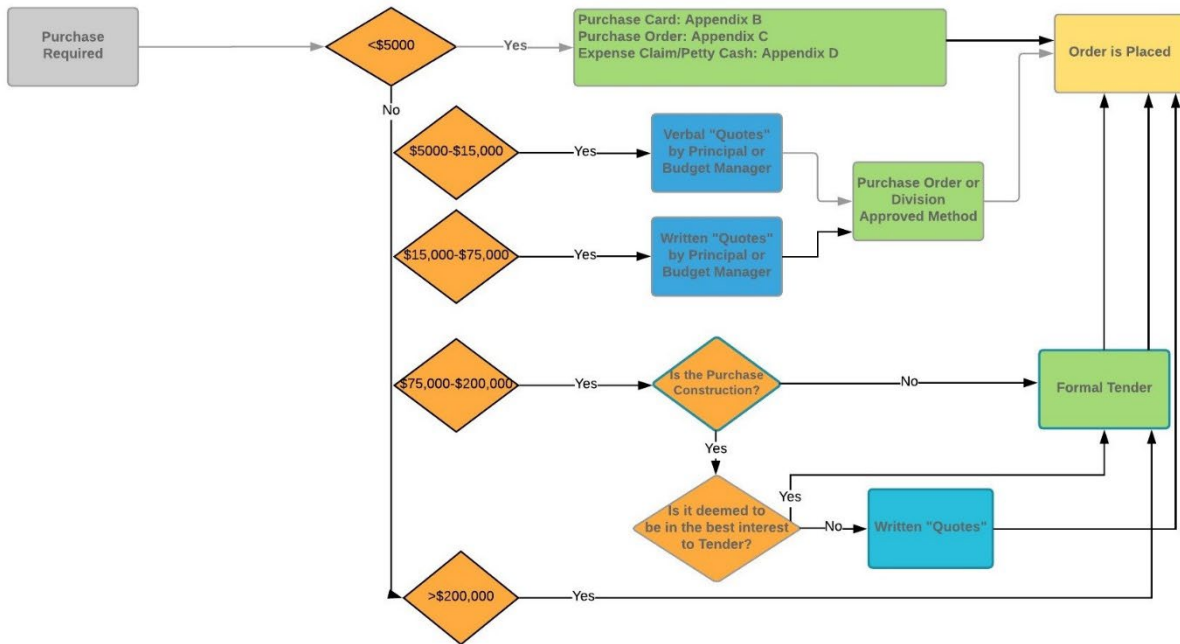 Purchase
Required
<$5000
Yes
Purchase Card: Appendix B
Purchase Order: Appendix C
Expense Claim/Petty Cash: Appendix D
Order is Placed
No
$5000-$15,000
Yes
Verbal "Quotes"
by Principal or
Budget Manager
Purchase Order or
Division
Approved Method
$15,000-$75,000
Yes
Written "Quotes"
by Principal or
Budget Manager
$75,000-$200,000
Yes
Is the Purchase
Construction?
No
Formal Tender
Yes
Is it deemed to
be in the best interest
to Tender?
Yes
No
Written "Quotes"
>$200,000
Yes